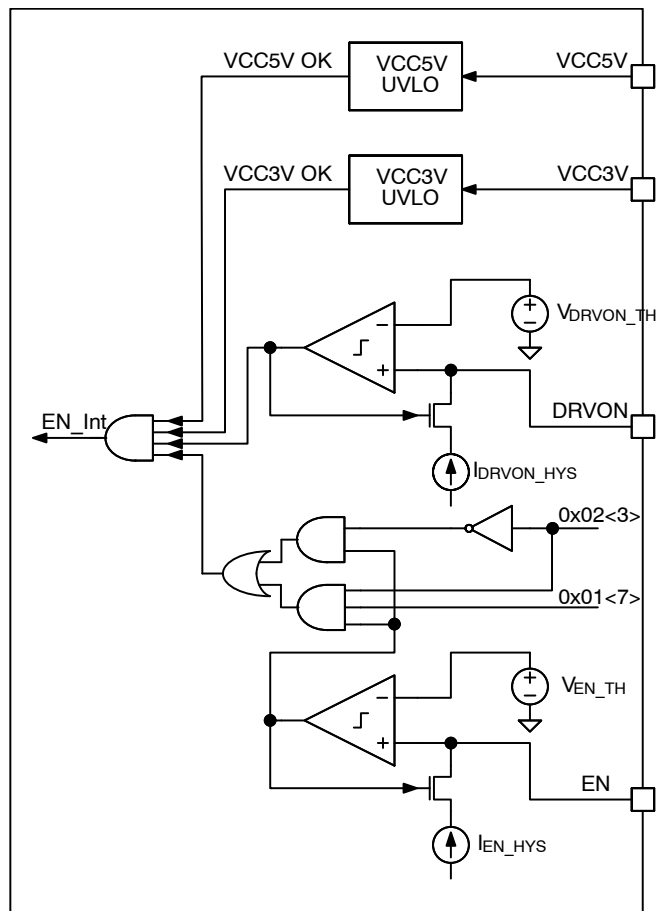 VCC5V OK
VCC5V
UVLO
VCC5V
VCC3V OK
VCC3V
UVLO
VCC3V
VDRVON_TH
DRVON
EN_Int
IDRVON_HYS
0x02<3>
0x01<7>
VEN_TH
EN
IEN_HYS